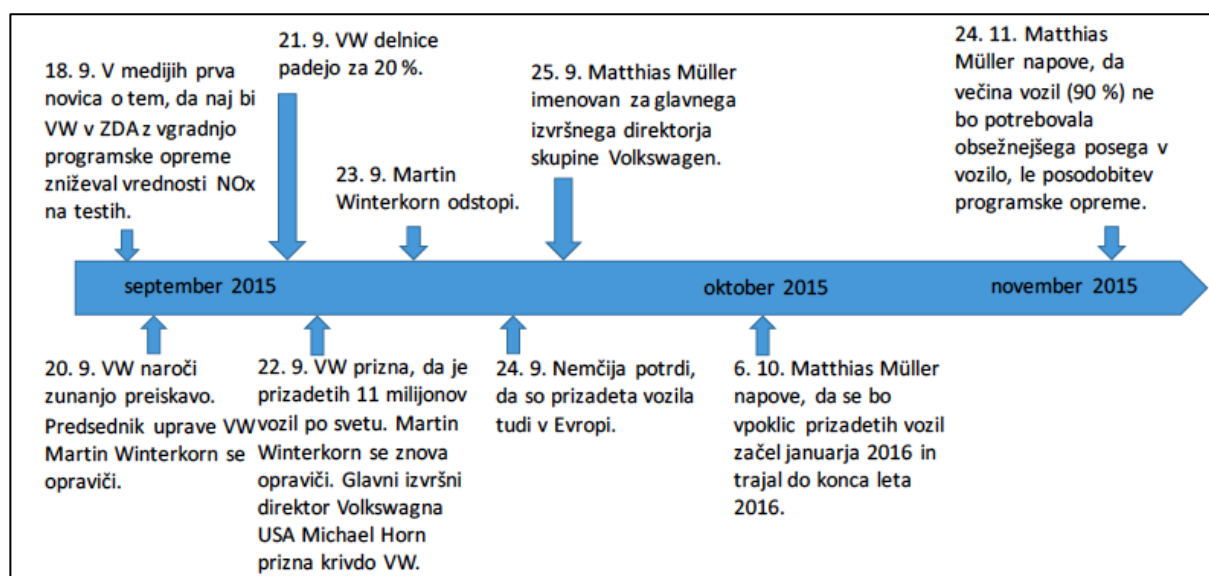 18. 9. V medijih prva
novica o tem, da naj bi
VW v ZDA z vgradnjo
programske opreme
zniževal vrednosti NOx
na testih.
21. 9. VW delnice
padejo za 20 %.
23. 9. Martin
Winterkorn odstopi.
25. 9. Matthias Müller
imenovan za glavnega
izvršnega direktorja
skupine Volkswagen.
24. 11. Matthias
Müller napove, da
večina vozil (90 %) ne
bo potrebovala
obsežnejšega posega v
vozilo, le posodobitev
programske opreme.
september 2015
oktober 2015
november 2015
20. 9. VW naroči
zunanjo preiskavo.
Predsednik uprave VW
Martin Winterkorn se
opraviči.
22. 9. VW prizna, da je
prizadetih 11 milijonov
vozil po svetu. Martin
Winterkorn se znova
opraviči. Glavni izvršni
direktor Volkswagna
USA Michael Horn
prizna krivdo VW.
24. 9. Nemčija potrdi,
da so prizadeta vozila
tudi v Evropi.
6. 10. Matthias Müller
napove, da se bo
vpoklic prizadetih vozil
začel januarja 2016 in
trajal do konca leta
2016.